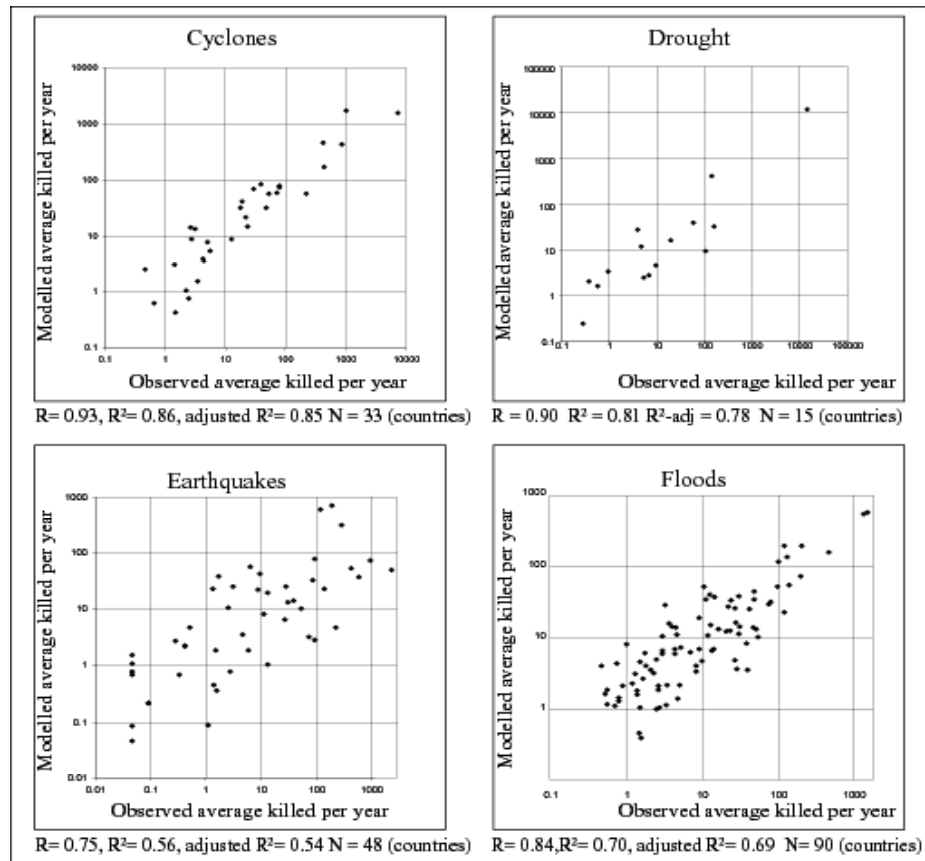 Cyclones
Modelled average killed per year
10000
1000
100
10
1
0.1
0.1
1
10
100
1000
10000
Observed average killed per year
R= 0.93, R²= 0.86, adjusted R²= 0.85 N = 33 (countries)
Drought
Modelled average killed per year
100000
10000
1000
100
10
1
0.1
0.1
1
10
100
1000
10000
100000
Observed average killed per year
R = 0.90 R² = 0.81 R²-adj = 0.78 N = 15 (countries)
Earthquakes
Modelled average killed per year
1000
100
10
1
0.1
0.01
0.01
0.1
1
10
100
1000
Observed average killed per year
R= 0.75, R²= 0.56, adjusted R²= 0.54 N = 48 (countries)
Floods
Modelled average killed per year
1000
100
10
1
0.1
1
10
100
1000
Observed average killed per year
R= 0.84,R²= 0.70, adjusted R²= 0.69 N= 90 (countries)